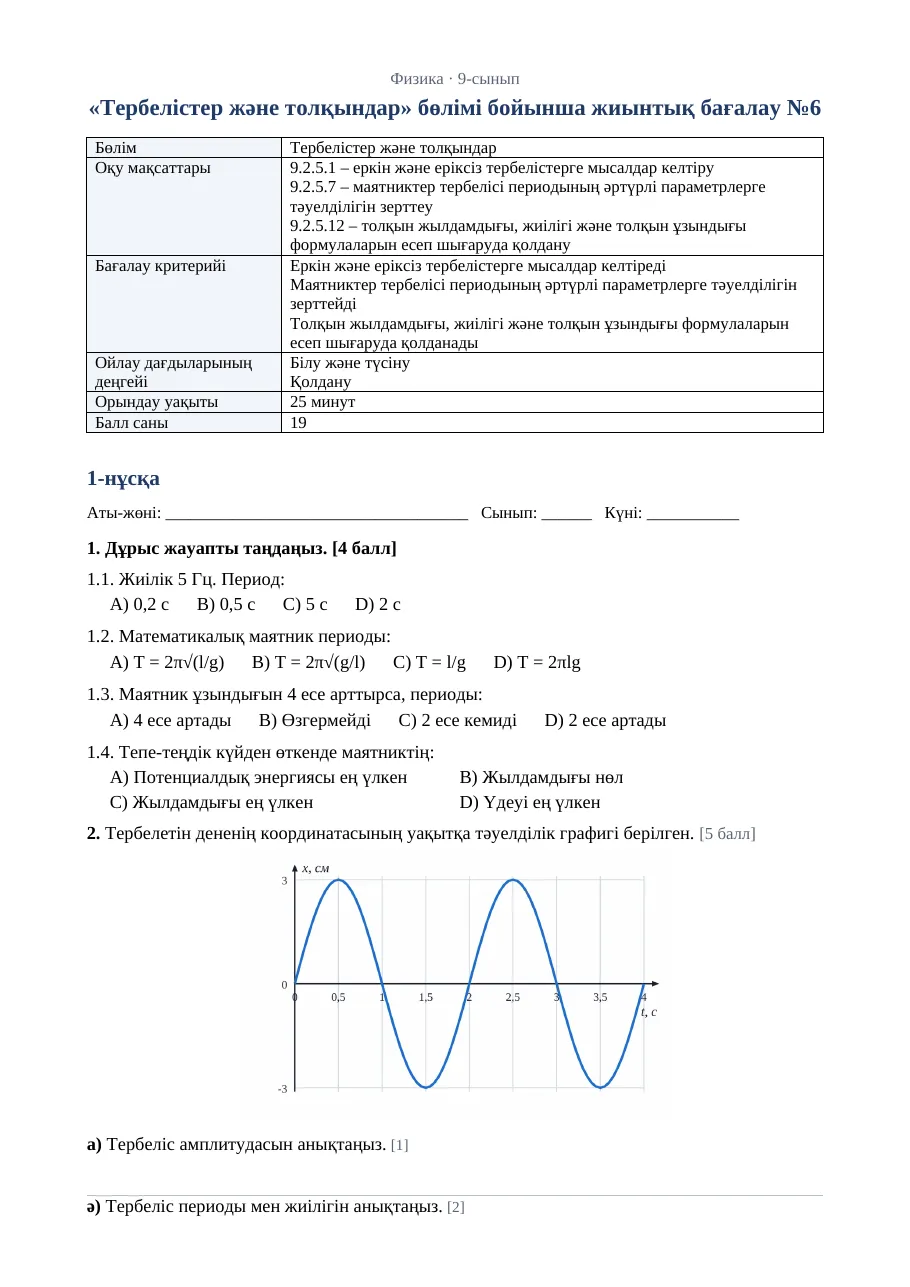 Физика · 9-сынып
«Тербелістер және толқындар» бөлімі бойынша жиынтық бағалау №6
Бөлім Тербелістер және толқындар
Оқу мақсаттары 9.2.5.1 – еркін және еріксіз тербелістерге мысалдар келтіру
9.2.5.7 – маятниктер тербелісі периодының әртүрлі параметрлерге
тәуелділігін зерттеу
9.2.5.12 – толқын жылдамдығы, жиілігі және толқын ұзындығы
формулаларын есеп шығаруда қолдану
Бағалау критерийі Еркін және еріксіз тербелістерге мысалдар келтіреді
Маятниктер тербелісі периодының әртүрлі параметрлерге тәуелділігін
зерттейді
Толқын жылдамдығы, жиілігі және толқын ұзындығы формулаларын
есеп шығаруда қолданады
Ойлау дағдыларының Білу және түсіну
деңгейі Қолдану
Орындау уақыты 25 минут
Балл саны 19
1-нұсқа
Аты-жөні: ____________________________________ Сынып: ______ Күні: ___________
1. Дұрыс жауапты таңдаңыз. [4 балл]
1.1. Жиілік 5 Гц. Период:
A) 0,2 с B) 0,5 с C) 5 с D) 2 с
1.2. Математикалық маятник периоды:
A) T = 2π√(l/g) B) T = 2π√(g/l) C) T = l/g D) T = 2πlg
1.3. Маятник ұзындығын 4 есе арттырса, периоды:
A) 4 есе артады B) Өзгермейді C) 2 есе кемиді D) 2 есе артады
1.4. Тепе-теңдік күйден өткенде маятниктің:
A) Потенциалдық энергиясы ең үлкен B) Жылдамдығы нөл
C) Жылдамдығы ең үлкен D) Үдеуі ең үлкен
2. Тербелетін дененің координатасының уақытқа тәуелділік графигі берілген. [5 балл]
x, см
3
0
0 0,5 1 1,5 2 2,5 3 3,5 4
t, с
-3
а) Тербеліс амплитудасын анықтаңыз. [1]
ә) Тербеліс периоды мен жиілігін анықтаңыз. [2]